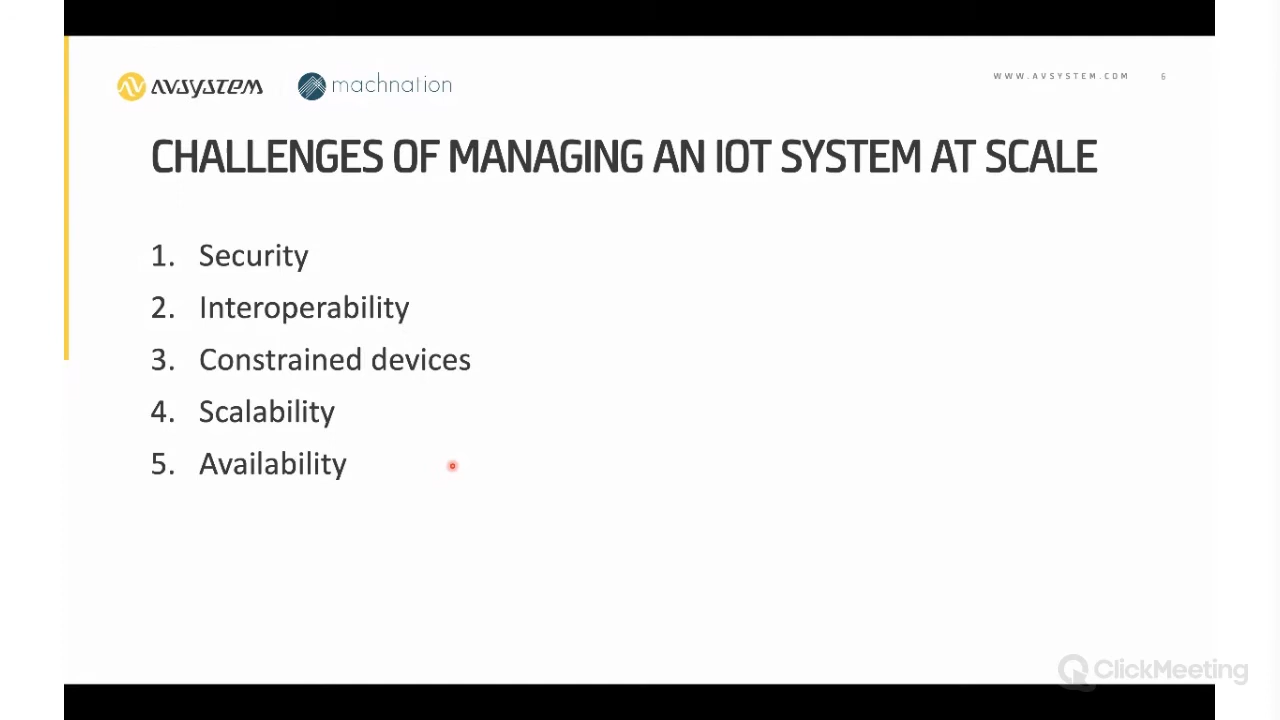 AVSYSTEM machnation
WWW.AVSYSTEM.COM 6
CHALLENGES OF MANAGING AN IOT SYSTEM AT SCALE
1. Security
2. Interoperability
3. Constrained devices
4. Scalability
5. Availability
ClickMeeting